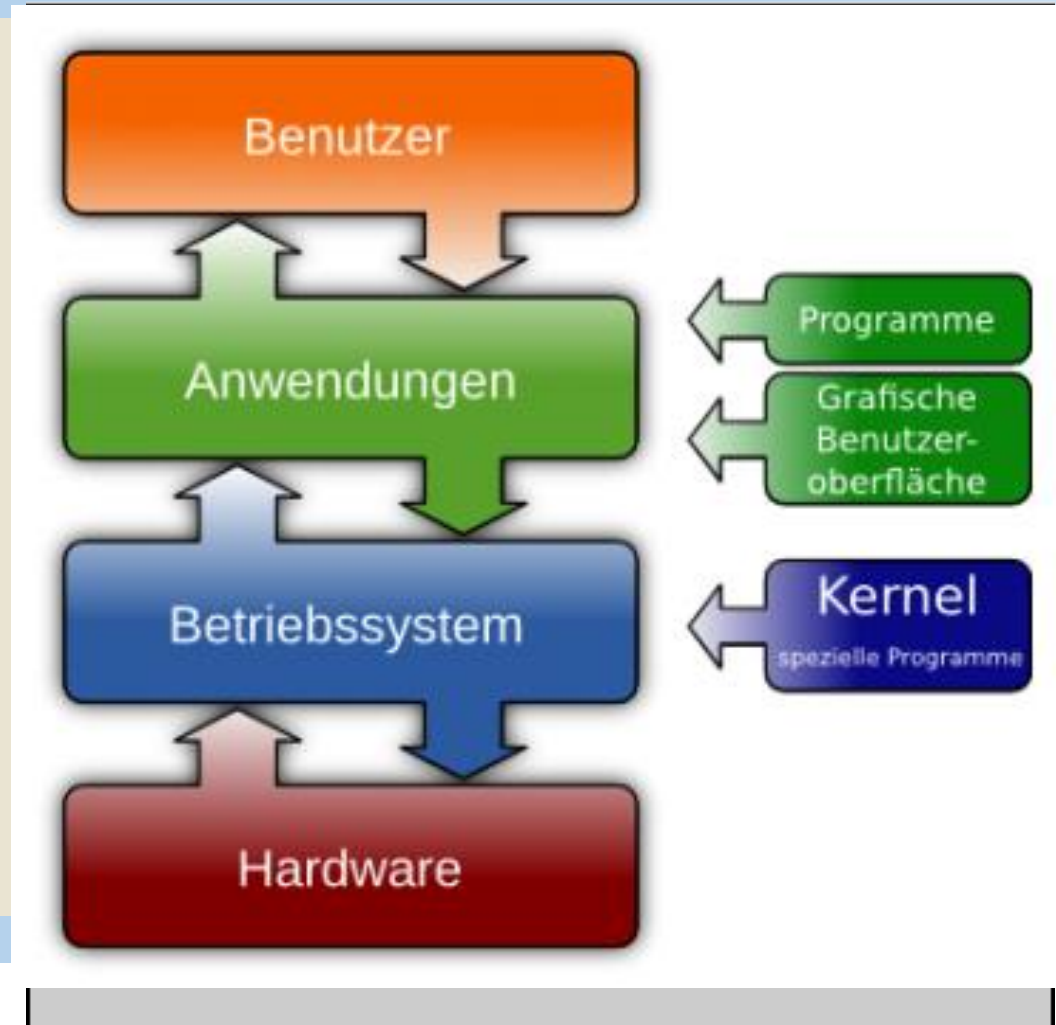 Benutzer
Anwendungen
Programme
Grafische
Benutzer-
oberfläche
Betriebssystem
Kernel
spezielle Programme
Hardware